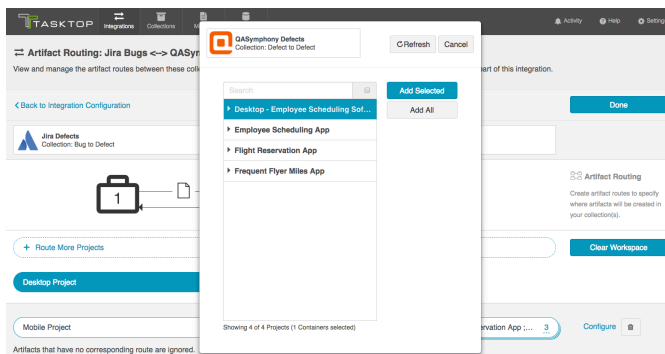 TASKTOP
Integrations
Collections
M
Activity
Help
Setting
Artifact Routing: Jira Bugs <--> QASyr
View and manage the artifact routes between these coll
part of this integration.
QASymphony Defects
Collection: Defect to Defect
Refresh
Cancel
Search
Add Selected
Add All
Desktop - Employee Scheduling Sof...
Employee Scheduling App
Flight Reservation App
Frequent Flyer Miles App
Showing 4 of 4 Projects (1 Containers selected)
Back to Integration Configuration
Done
Jira Defects
Collection: Bug to Defect
1
Artifact Routing
Create artifact routes to specify
where artifacts will be created in
your collection(s).
+ Route More Projects
Clear Workspace
Desktop Project
Mobile Project
ervation App ;... 3
Configure
Artifacts that have no corresponding route are ignored.